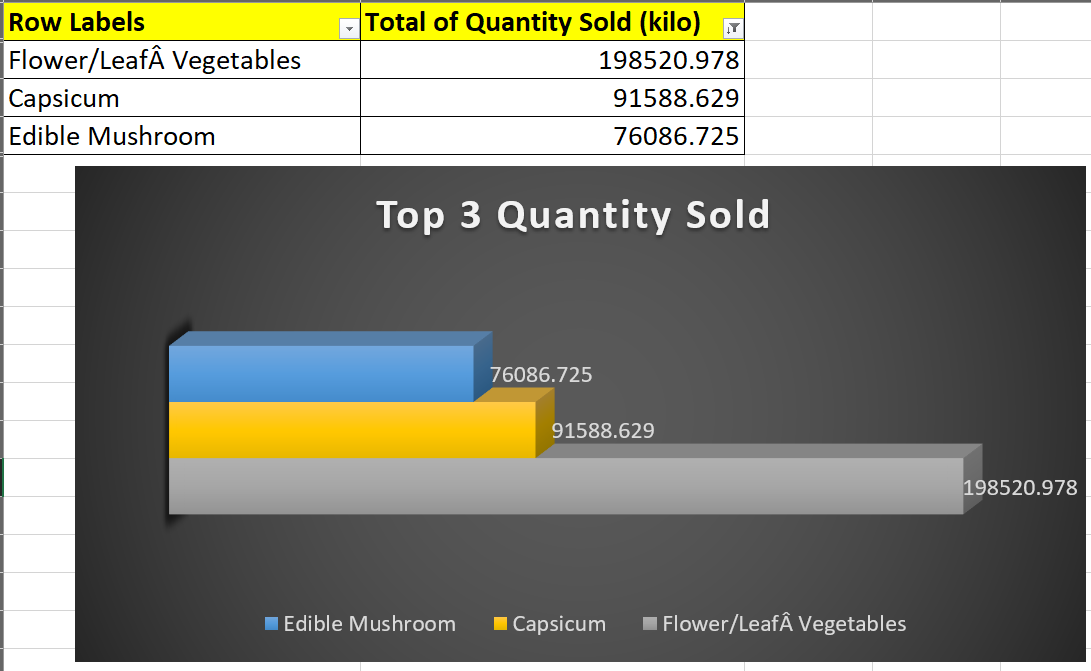 Row Labels Total of Quantity Sold (kilo)
Flower/LeafÂ Vegetables 198520.978
Capsicum 91588.629
Edible Mushroom 76086.725
Top 3 Quantity Sold
76086.725
91588.629
198520.978
Edible Mushroom Capsicum Flower/LeafÂ Vegetables